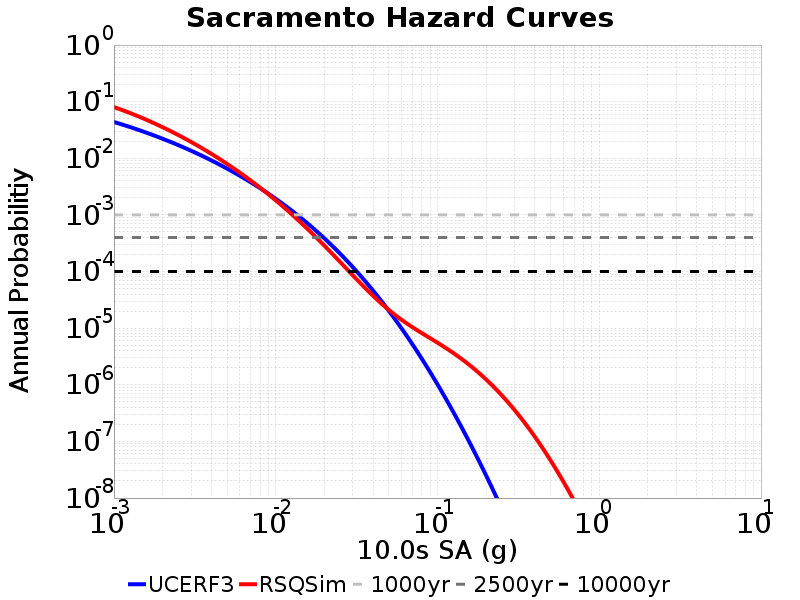 Sacramento Hazard Curves
10^0
10^-1
10^-2
10^-3
10^-4
10^-5
10^-6
10^-7
10^-8
Annual Probabilitiy
10^-3 10^-2 10^-1 10^0 10^1
10.0s SA (g)
UCERF3 RSQSim 1000yr 2500yr 10000yr